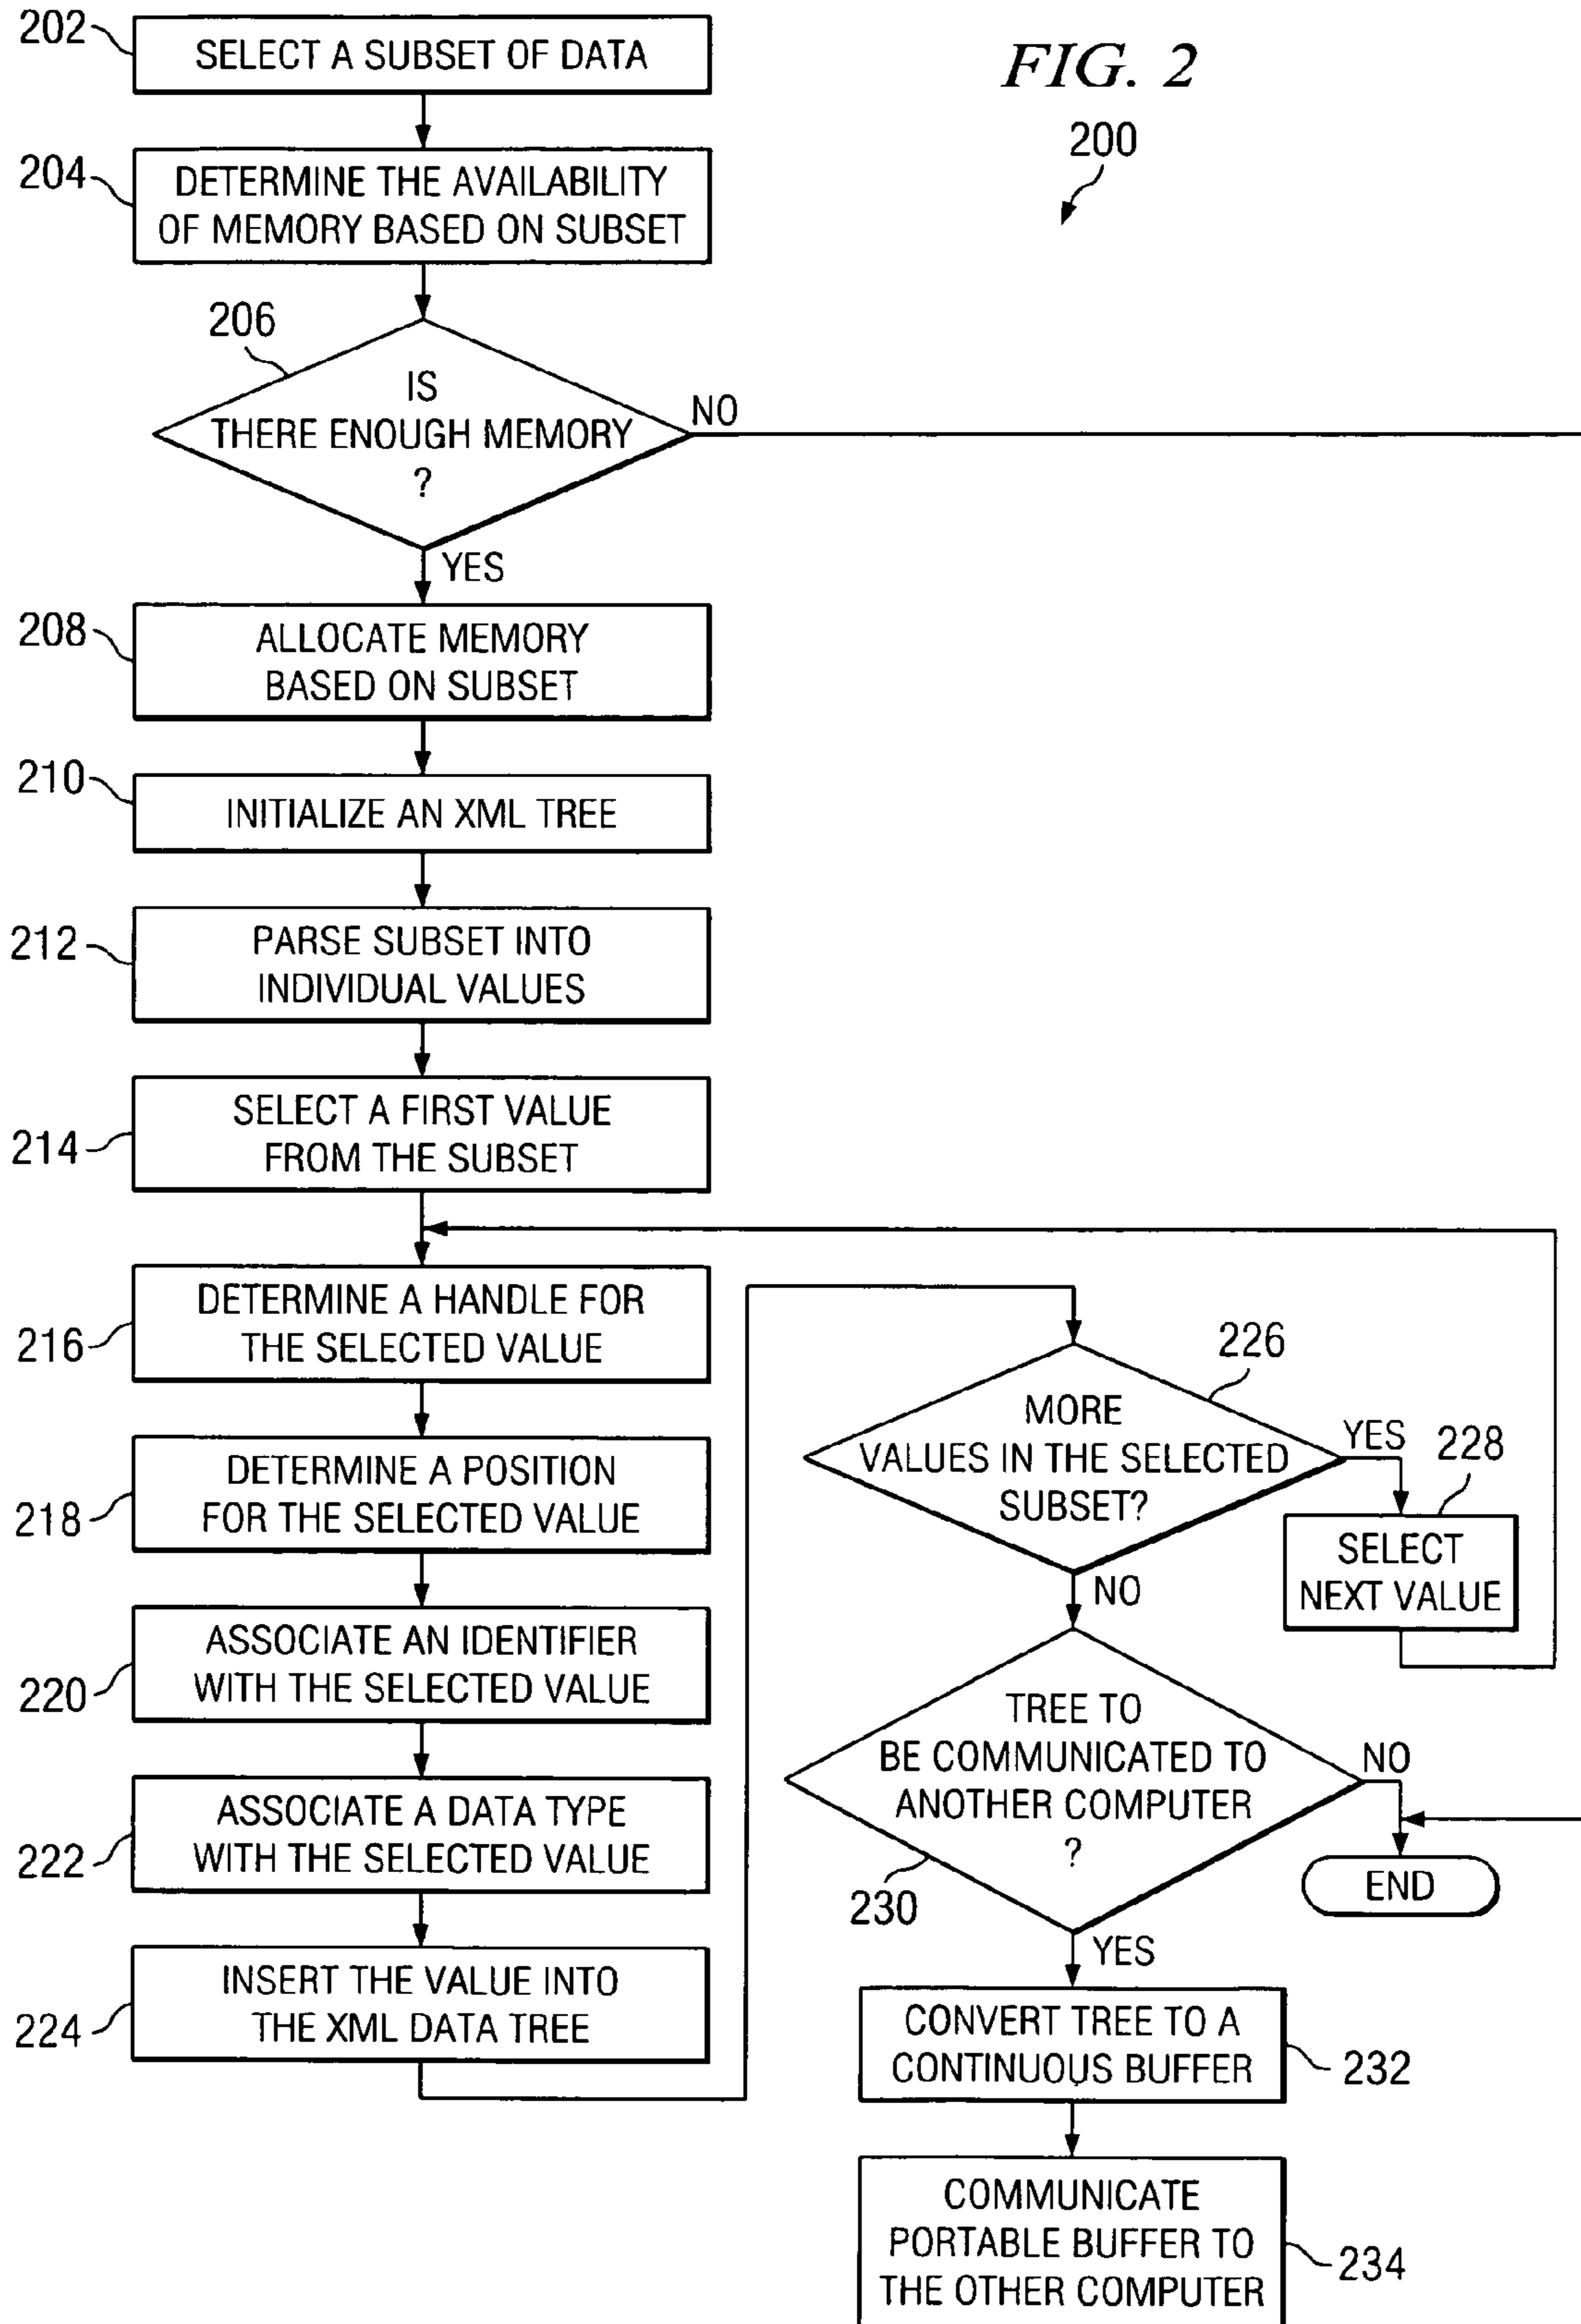 FIG. 2
200
202
SELECT A SUBSET OF DATA
204
DETERMINE THE AVAILABILITY
OF MEMORY BASED ON SUBSET
206
IS
THERE ENOUGH MEMORY
?
NO
YES
208
ALLOCATE MEMORY
BASED ON SUBSET
210
INITIALIZE AN XML TREE
212
PARSE SUBSET INTO
INDIVIDUAL VALUES
214
SELECT A FIRST VALUE
FROM THE SUBSET
216
DETERMINE A HANDLE FOR
THE SELECTED VALUE
218
DETERMINE A POSITION
FOR THE SELECTED VALUE
220
ASSOCIATE AN IDENTIFIER
WITH THE SELECTED VALUE
222
ASSOCIATE A DATA TYPE
WITH THE SELECTED VALUE
224
INSERT THE VALUE INTO
THE XML DATA TREE
226
MORE
VALUES IN THE SELECTED
SUBSET?
YES
228
SELECT
NEXT VALUE
NO
TREE TO
BE COMMUNICATED TO
ANOTHER COMPUTER
?
230
NO
END
YES
CONVERT TREE TO A
CONTINUOUS BUFFER
232
COMMUNICATE
PORTABLE BUFFER TO
THE OTHER COMPUTER
234